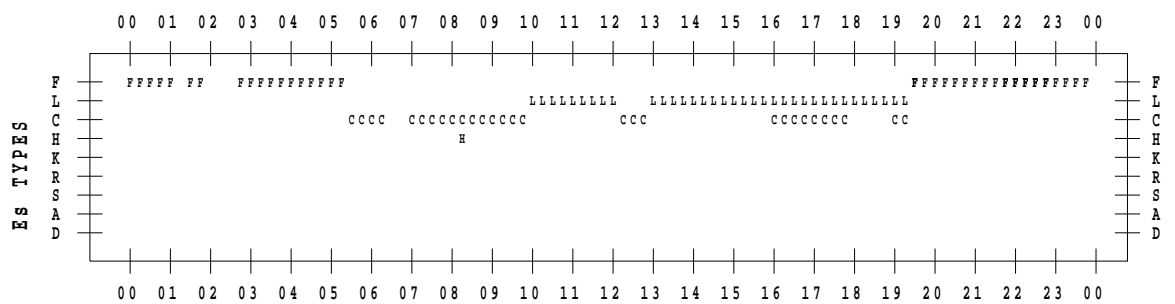 00 01 02 03 04 05 06 07 08 09 10 11 12 13 14 15 16 17 18 19 20 21 22 23 00
Es TYPES
F FFFFF FF FFFFFFFFFFF FFFFFFFFFFFFFFFFFF F
L LLLLLLLLL LLLLLLLLLLLLLLLLLLLLLLLLLL L
C CCCC CCCCCCCCCCCC CCC CCCCCCCC CC C
H H H
K K
R R
S S
A A
D D
00 01 02 03 04 05 06 07 08 09 10 11 12 13 14 15 16 17 18 19 20 21 22 23 00